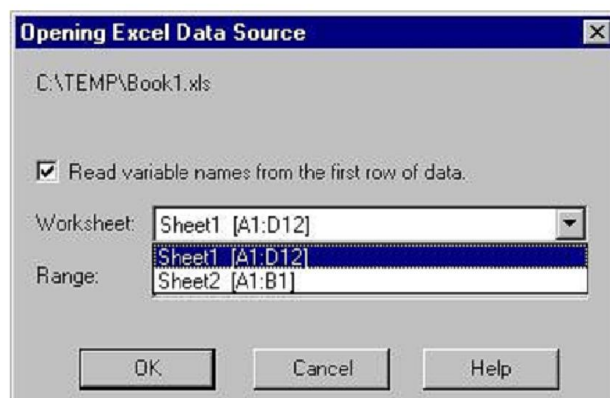 Opening Excel Data Source
C:\TEMP\Book1.xls
Read variable names from the first row of data.
Worksheet: Sheet1 [A1:D12]
Sheet1 [A1:D12]
Range: Sheet2 [A1:B1]
OK Cancel Help